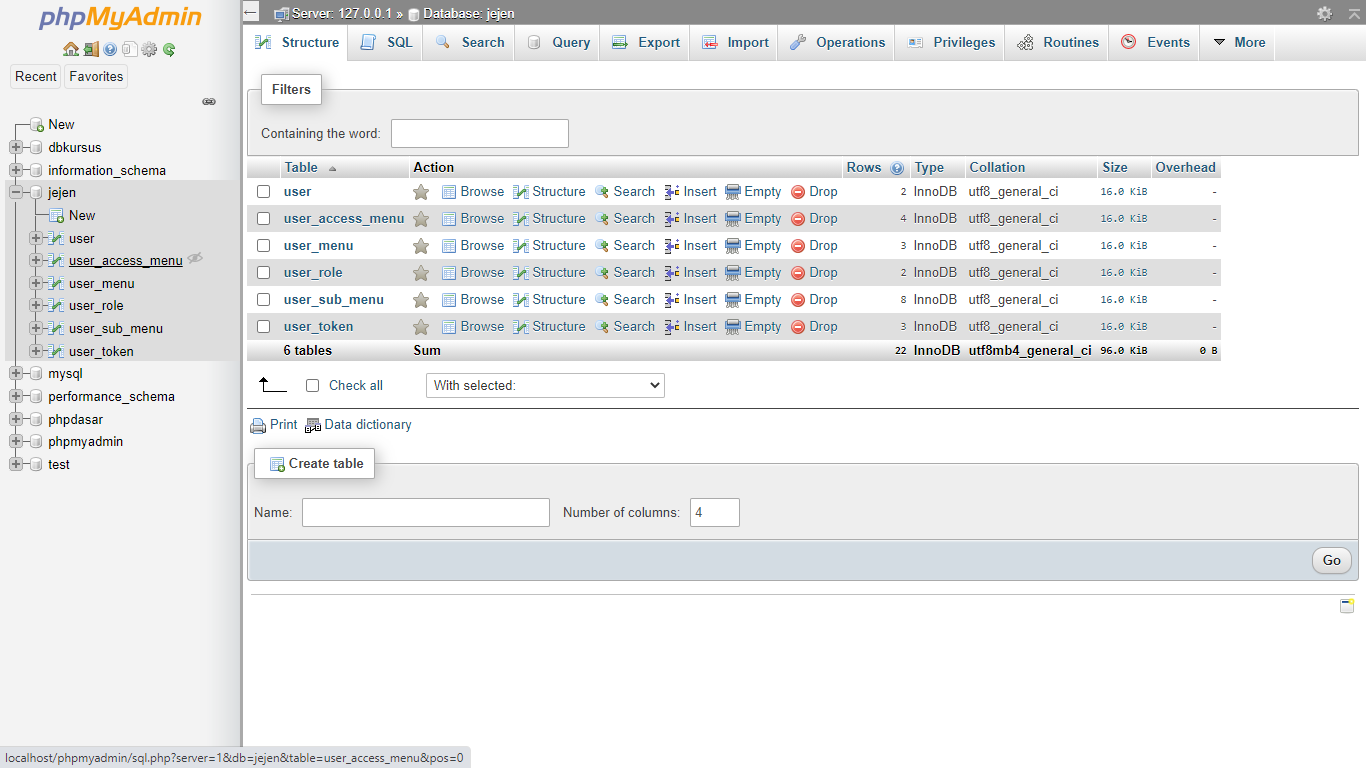 phpMyAdmin
Recent Favorites
New
dbkursus
information_schema
jejen
New
user
user_access_menu
user_menu
user_role
user_sub_menu
user_token
mysql
performance_schema
phpdasar
phpmyadmin
test
Server: 127.0.0.1 » Database: jejen
Structure SQL Search Query Export Import Operations Privileges Routines Events More
Filters
Containing the word:
Table Action Rows Type Collation Size Overhead
user Browse Structure Search Insert Empty Drop 2 InnoDB utf8_general_ci 16.0 KiB -
user_access_menu Browse Structure Search Insert Empty Drop 4 InnoDB utf8_general_ci 16.0 KiB -
user_menu Browse Structure Search Insert Empty Drop 3 InnoDB utf8_general_ci 16.0 KiB -
user_role Browse Structure Search Insert Empty Drop 2 InnoDB utf8_general_ci 16.0 KiB -
user_sub_menu Browse Structure Search Insert Empty Drop 8 InnoDB utf8_general_ci 16.0 KiB -
user_token Browse Structure Search Insert Empty Drop 3 InnoDB utf8_general_ci 16.0 KiB -
6 tables Sum 22 InnoDB utf8mb4_general_ci 96.0 KiB 0 B
Check all With selected:
Print Data dictionary
Create table
Name: Number of columns: 4
Go
localhost/phpmyadmin/sql.php?server=1&db=jejen&table=user_access_menu&pos=0